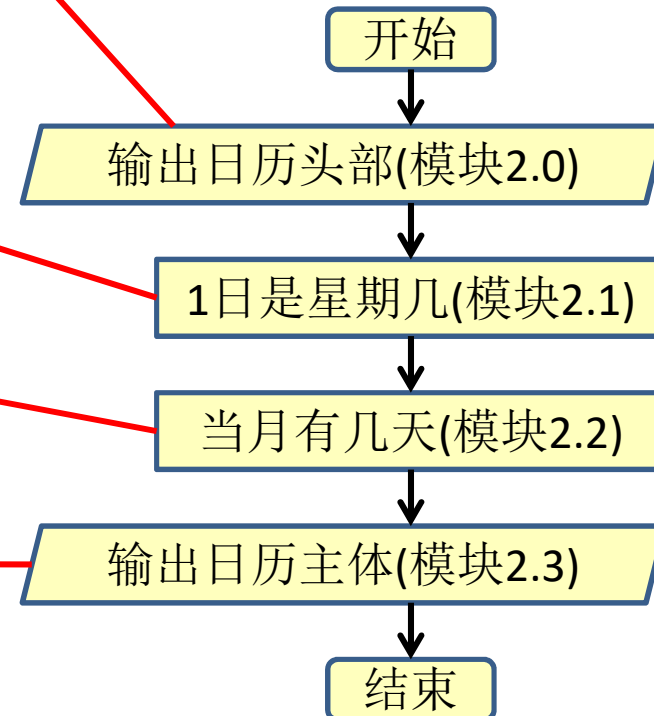 开始
输出日历头部(模块2.0)
1日是星期几(模块2.1)
当月有几天(模块2.2)
输出日历主体(模块2.3)
结束